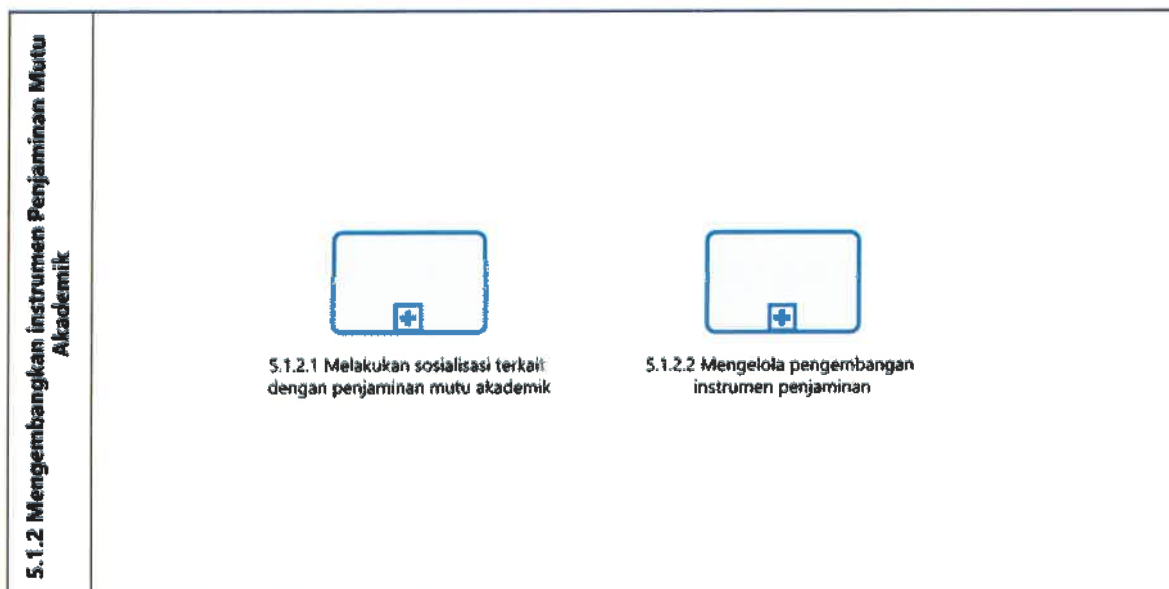 5.1.2 Mengembangkan instrumen Penjaminan Mutu
Akademik
5.1.2.1 Melakukan sosialisasi terkait
dengan penjaminan mutu akademik
5.1.2.2 Mengelola pengembangan
instrumen penjaminan